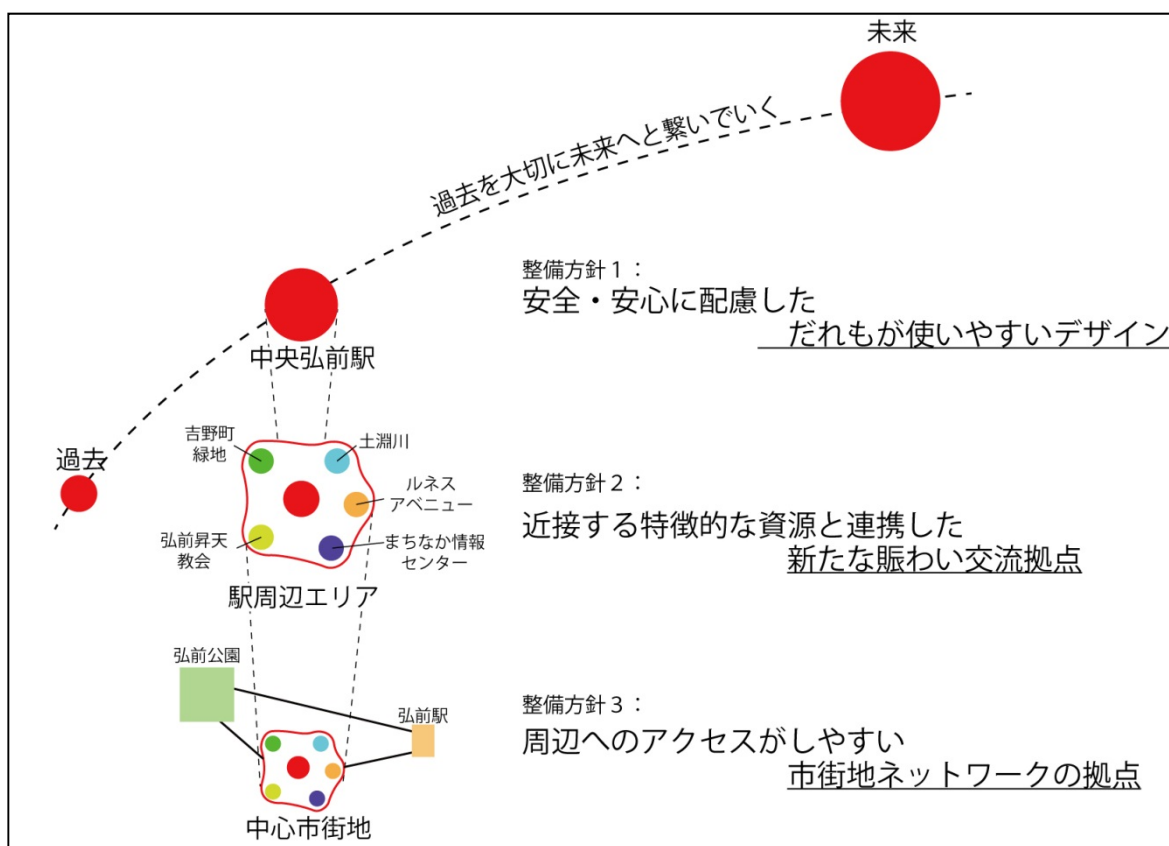 未来
過去を大切に未来へと繋いでいく
整備方針１：
安全・安心に配慮した
だれもが使いやすいデザイン
中央弘前駅
過去
吉野町
緑地
土淵川
ルネス
アベニュー
弘前昇天
教会
まちなか情報
センター
駅周辺エリア
整備方針２：
近接する特徴的な資源と連携した
新たな賑わい交流拠点
弘前公園
弘前駅
中心市街地
整備方針３：
周辺へのアクセスがしやすい
市街地ネットワークの拠点